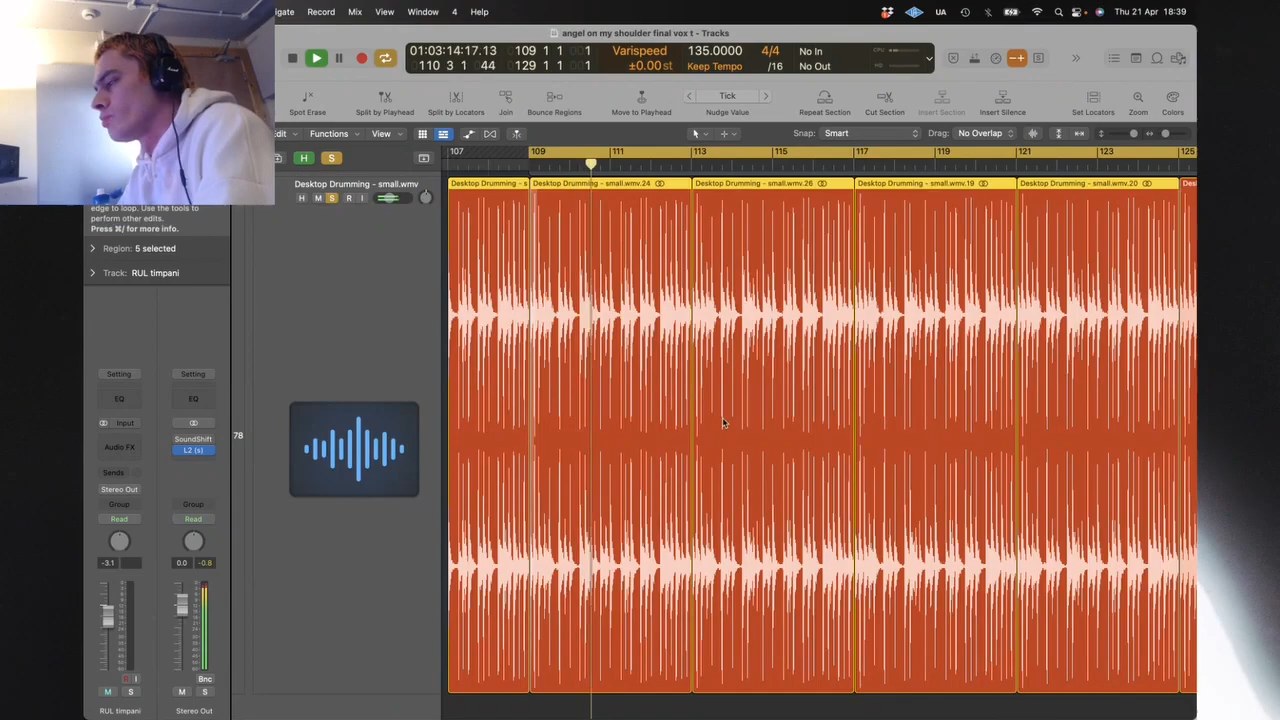 igate Record Mix View Window 4 Help UA Thu 21 Apr 18:39
angel on my shoulder final vox t - Tracks
01:03:14:17.13 109 1 1 1 Varispeed 135.0000 4/4 No In CPU
110 3 1 44 129 1 1 1 ±0.00 st Keep Tempo /16 No Out
Spot Erase Split by Playhead Split by Locators Join Bounce Regions Move to Playhead Tick Nudge Value Repeat Section Cut Section Insert Section Insert Silence Set Locators Zoom Colors
Edit Functions View Snap: Smart Drag: No Overlap
H S 107 109 111 113 115 117 119 121 123 125
Desktop Drumming - small.wmv
H M S R I
Desktop Drumming - s Desktop Drumming - small.wmv.24 Desktop Drumming - small.wmv.26 Desktop Drumming - small.wmv.19 Desktop Drumming - small.wmv.20 Des
edge to loop. Use the tools to
perform other edits.
Press ⌘/ for more info.
Region: 5 selected
Track: RUL timpani
78
Setting Setting
EQ EQ
Input
Audio FX SoundShift
L2 (s)
Sends
Stereo Out
Group Group
Read Read
-3.1 0.0 -0.8
I Bnc
M S M S
RUL timpani Stereo Out